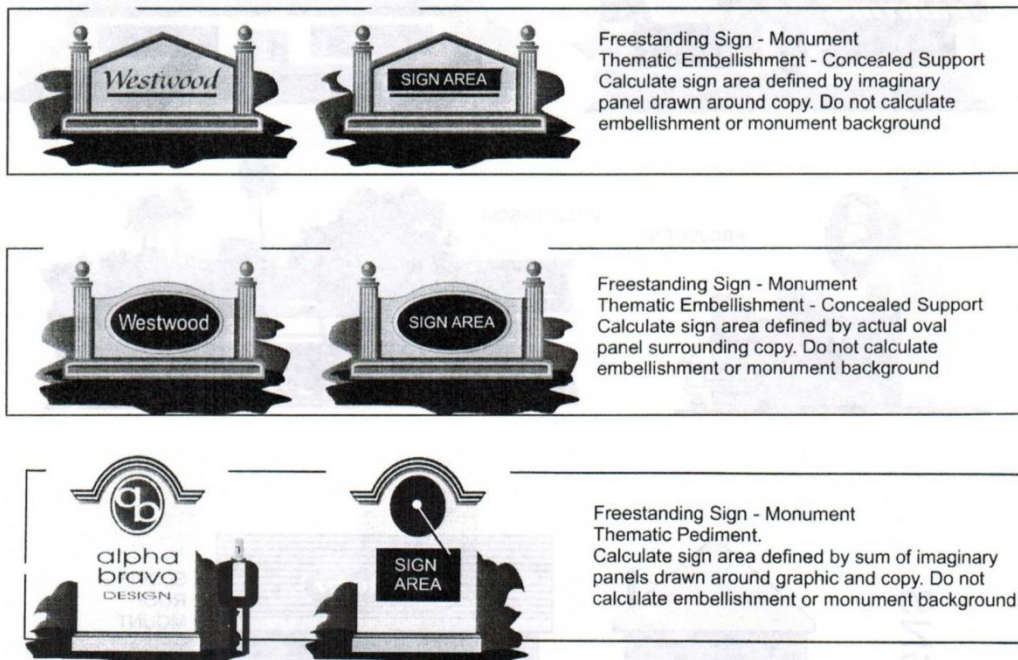 Westwood
SIGN AREA
Freestanding Sign - Monument
Thematic Embellishment - Concealed Support
Calculate sign area defined by imaginary
panel drawn around copy. Do not calculate
embellishment or monument background
Westwood
SIGN AREA
Freestanding Sign - Monument
Thematic Embellishment - Concealed Support
Calculate sign area defined by actual oval
panel surrounding copy. Do not calculate
embellishment or monument background
ab
alpha
bravo
DESIGN
SIGN
AREA
Freestanding Sign - Monument
Thematic Pediment.
Calculate sign area defined by sum of imaginary
panels drawn around graphic and copy. Do not
calculate embellishment or monument background